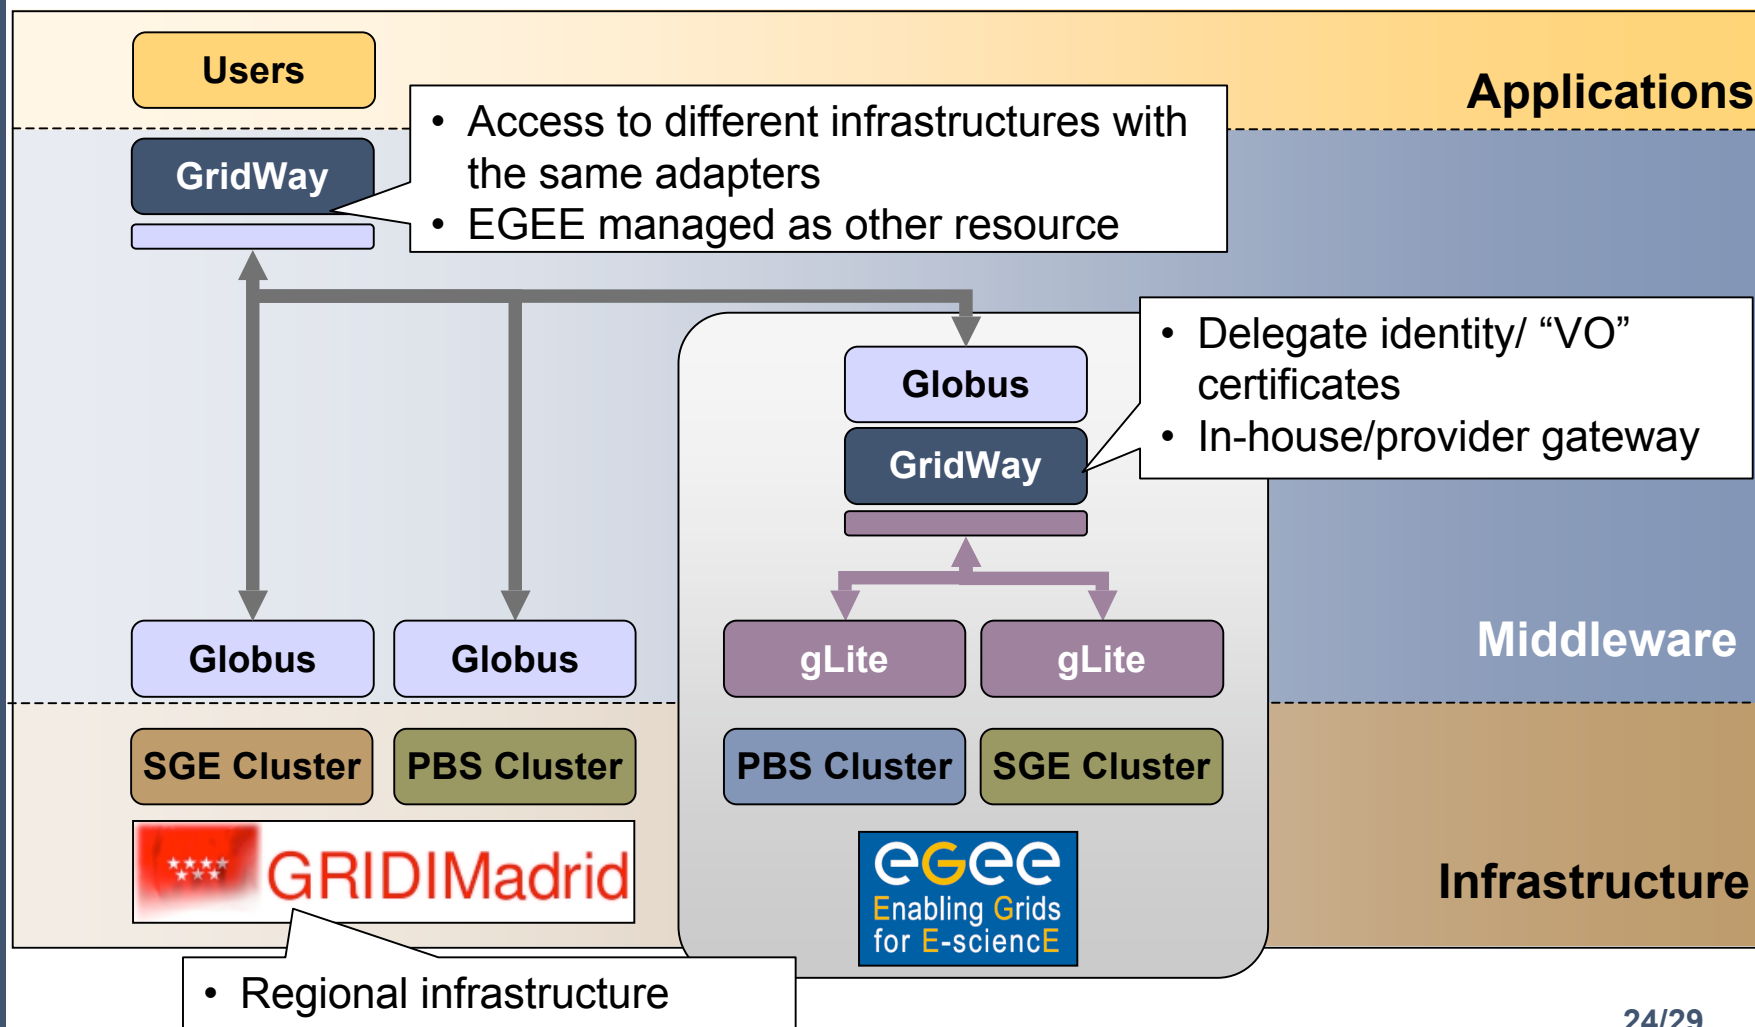 Users
Applications
• Access to different infrastructures with
the same adapters
• EGEE managed as other resource
GridWay
• Delegate identity/ “VO”
certificates
• In-house/provider gateway
Globus
GridWay
Middleware
Globus
Globus
gLite
gLite
SGE Cluster
PBS Cluster
PBS Cluster
SGE Cluster
GRIDIMadrid
eGee
Enabling Grids
for E-sciencE
Infrastructure
• Regional infrastructure
24/29